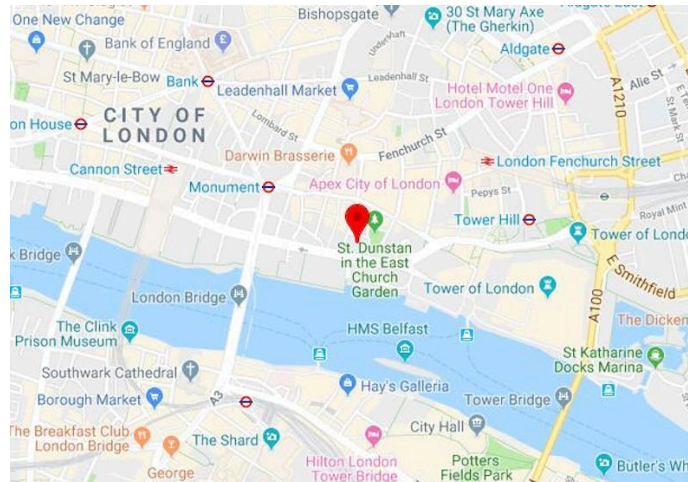 One New Change
Bishopsgate
30 St Mary Axe
(The Gherkin)
Aldgate East
Bank of England
£
Undershaft
Aldgate
St Mary-le-Bow
Bank
Leadenhall Market
Leadenhall St
Hotel Motel One
London Tower Hill
A1210
Alie St
St Mark St
CITY OF
LONDON
on House
Lombard St
Fenchurch St
Darwin Brasserie
Cannon Street
London Fenchurch Street
Monument
Apex City of London
Pepys St
Royal Mint
Tower Hill
St. Dunstan
in the East
Church
Garden
Tower of Lond
k Bridge
E Smithfield
Tower of London
London Bridge
A100
The Clink
Prison Museum
HMS Belfast
The Dicken
St Katharine
Docks Marina
Southwark Cathedral
Borough Market
A3
Hay's Galleria
Tower Bridge
The Breakfast Club
London Bridge
The Shard
City Hall
George
Hilton London
Tower Bridge
Potters
Fields Park
Butler's Wh